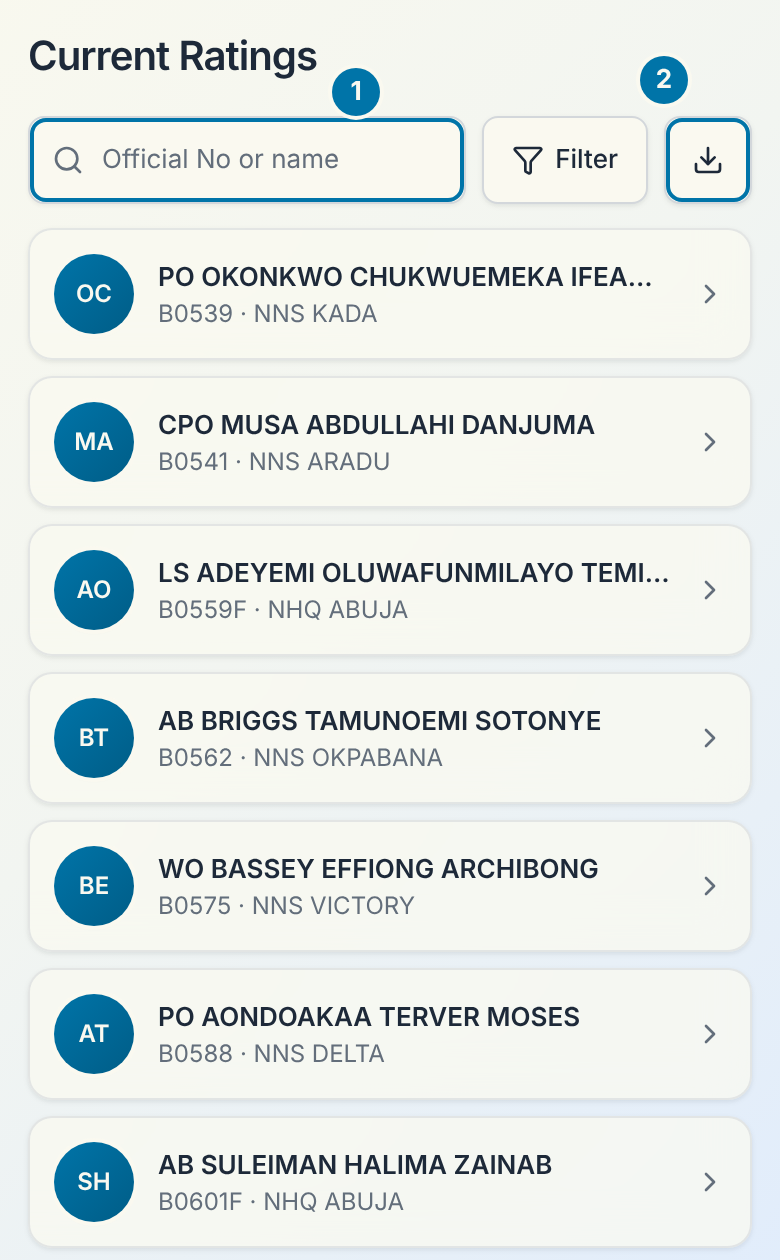 Current Ratings
1
2
Official No or name
Filter
OC
PO OKONKWO CHUKWUEMEKA IFEA...
B0539 · NNS KADA
MA
CPO MUSA ABDULLAHI DANJUMA
B0541 · NNS ARADU
AO
LS ADEYEMI OLUWAFUNMILAYO TEMI...
B0559F · NHQ ABUJA
BT
AB BRIGGS TAMUNOEMI SOTONYE
B0562 · NNS OKPABANA
BE
WO BASSEY EFFIONG ARCHIBONG
B0575 · NNS VICTORY
AT
PO AONDOAKAA TERVER MOSES
B0588 · NNS DELTA
SH
AB SULEIMAN HALIMA ZAINAB
B0601F · NHQ ABUJA